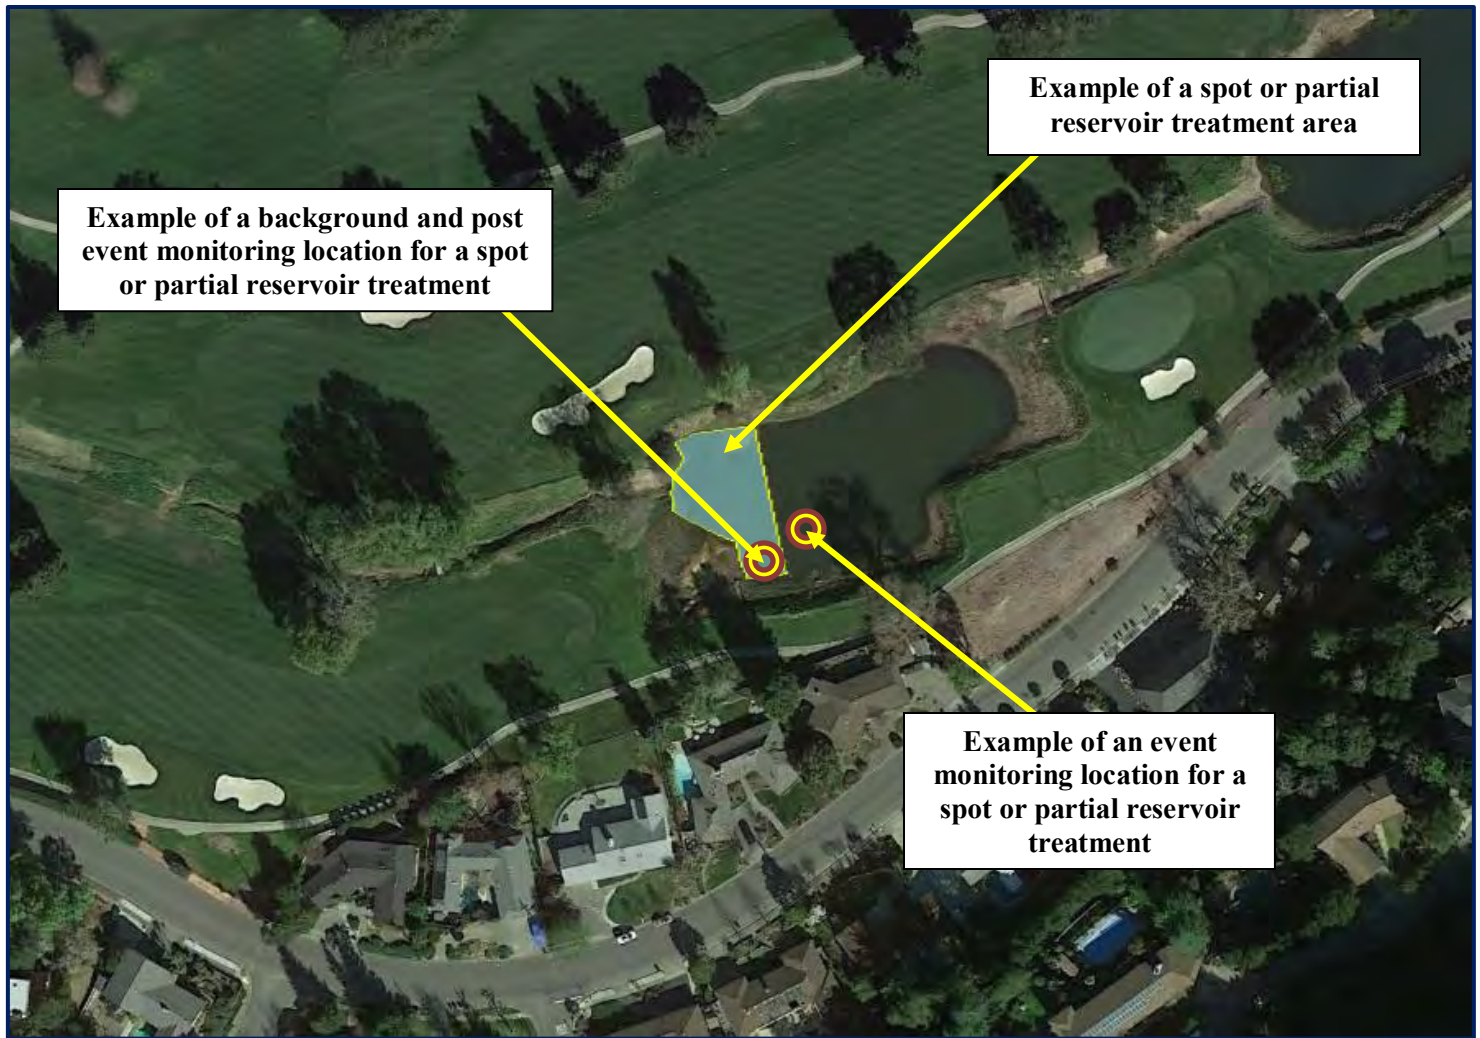 Example of a spot or partial
reservoir treatment area
Example of a background and post
event monitoring location for a spot
or partial reservoir treatment
Example of an event
monitoring location for a
spot or partial reservoir
treatment